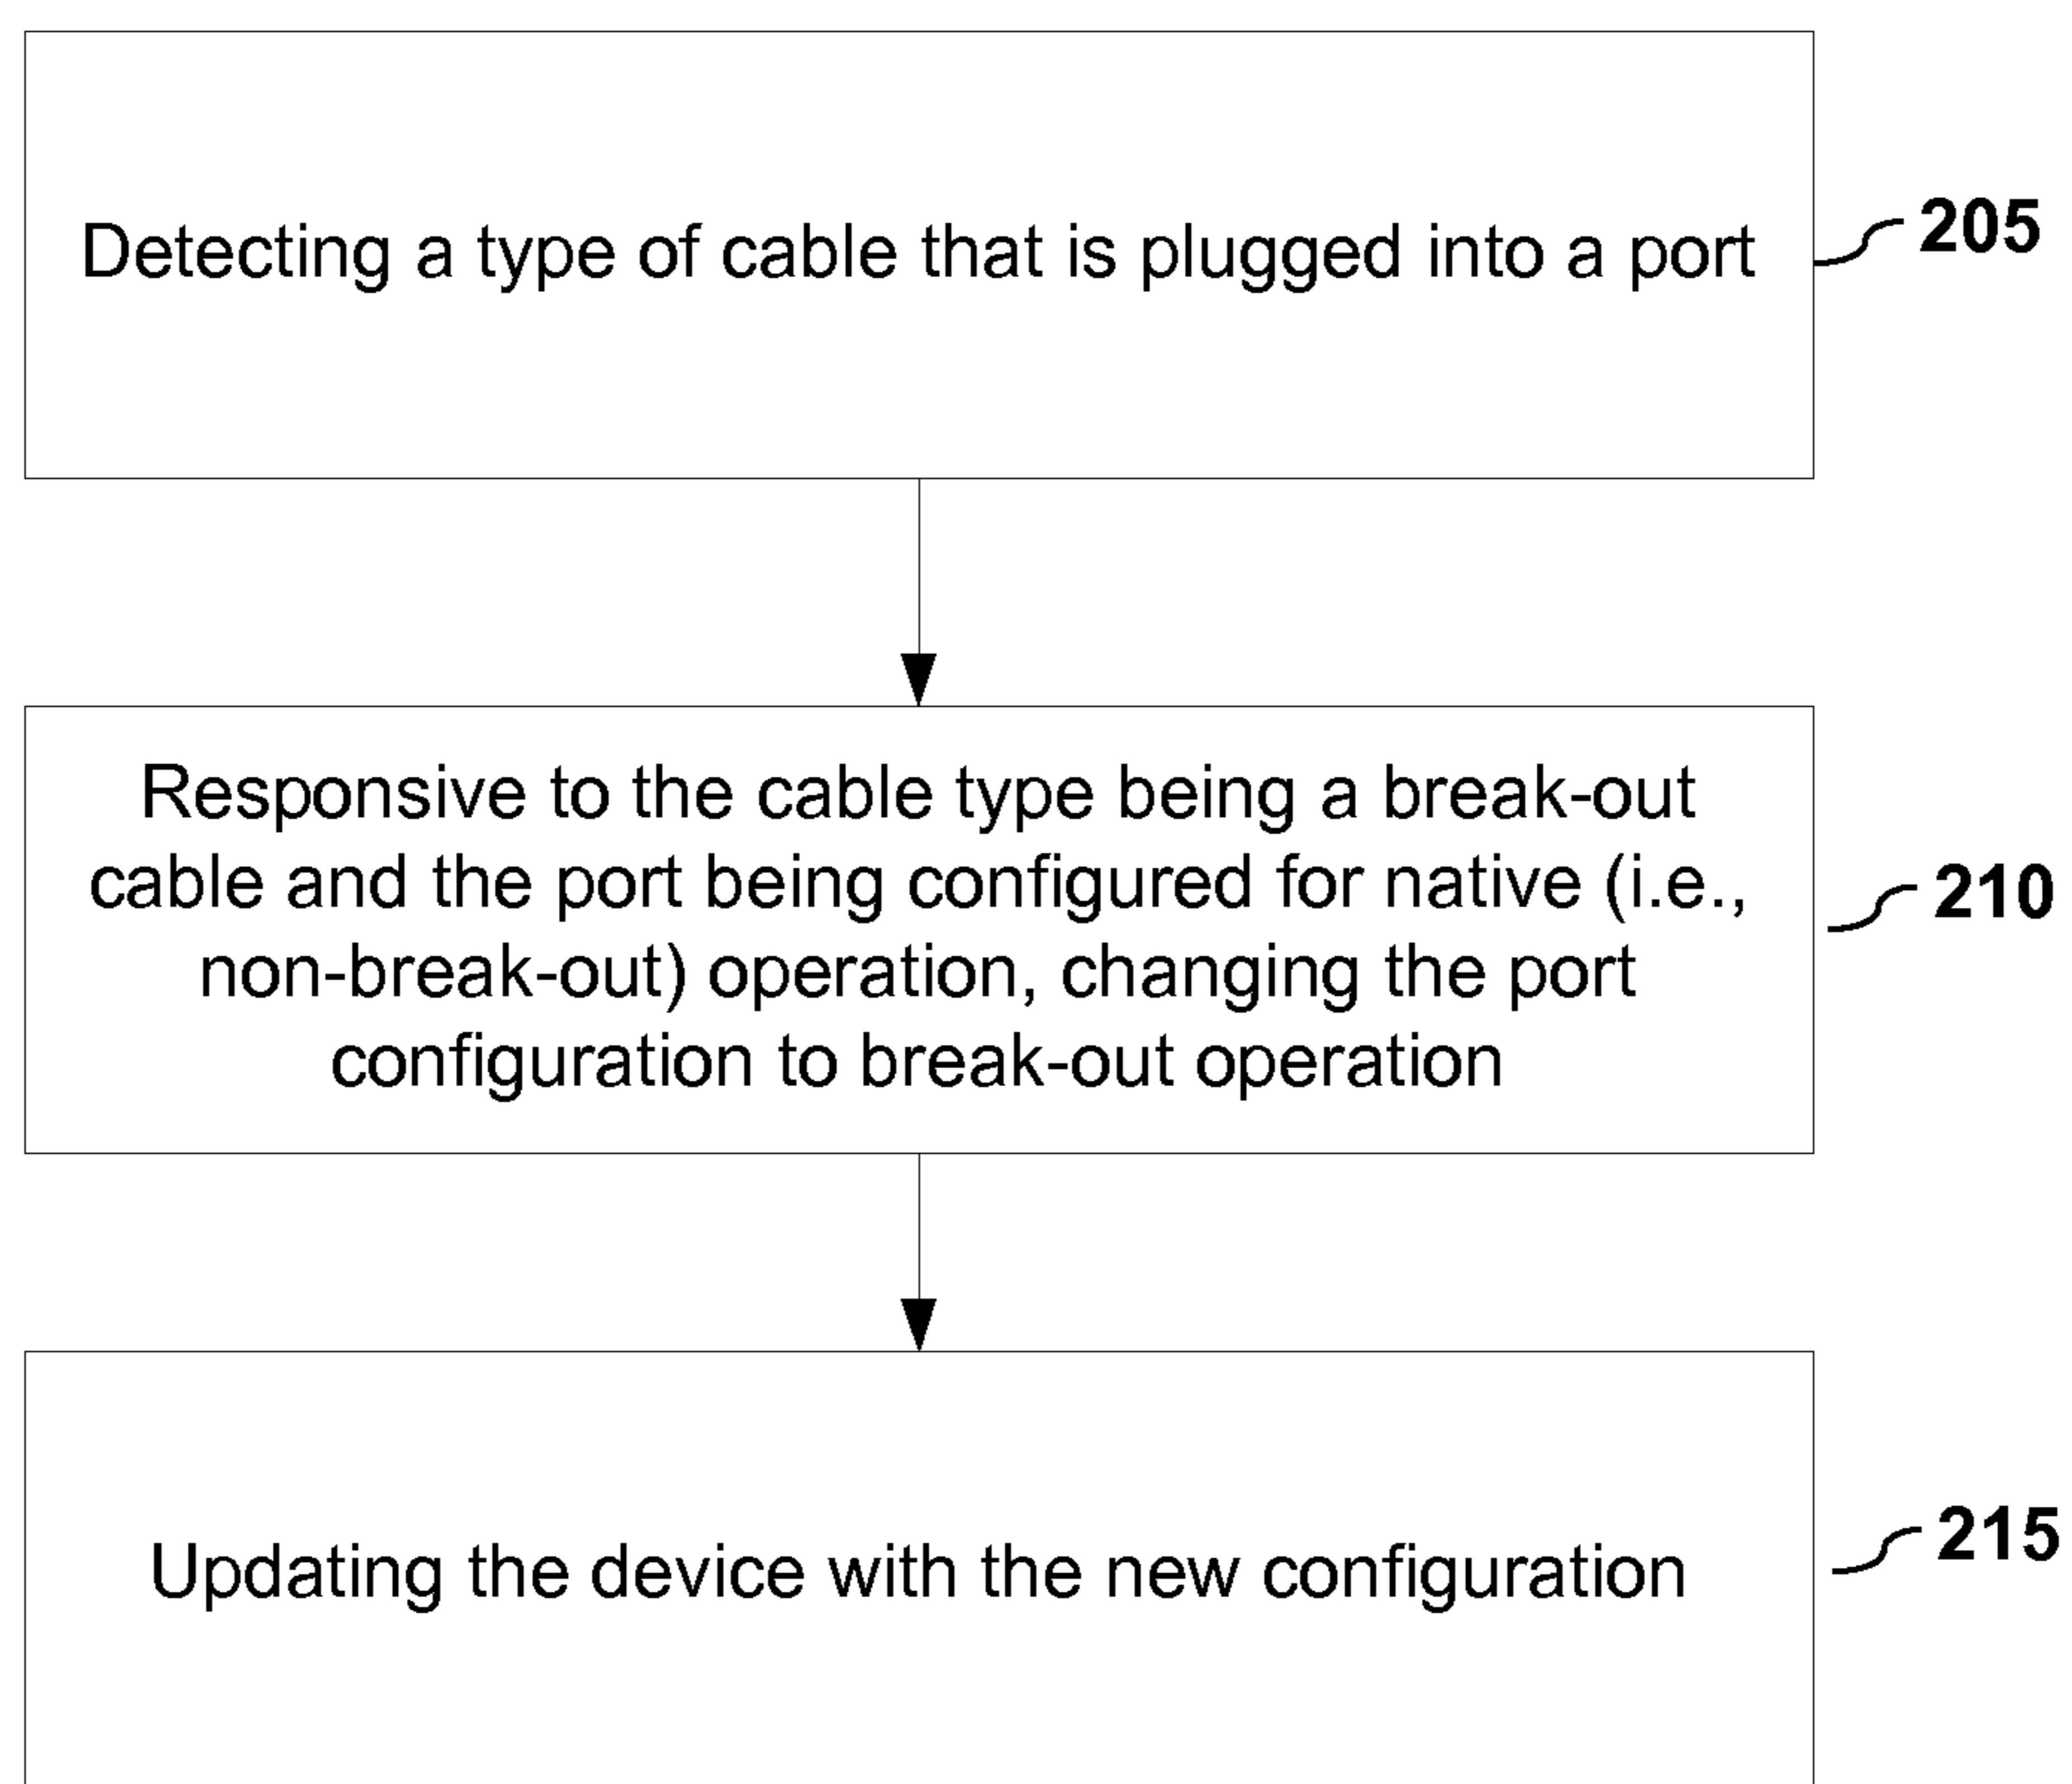 Detecting a type of cable that is plugged into a port
205
Responsive to the cable type being a break-out
cable and the port being configured for native (i.e.,
non-break-out) operation, changing the port
configuration to break-out operation
210
Updating the device with the new configuration
215